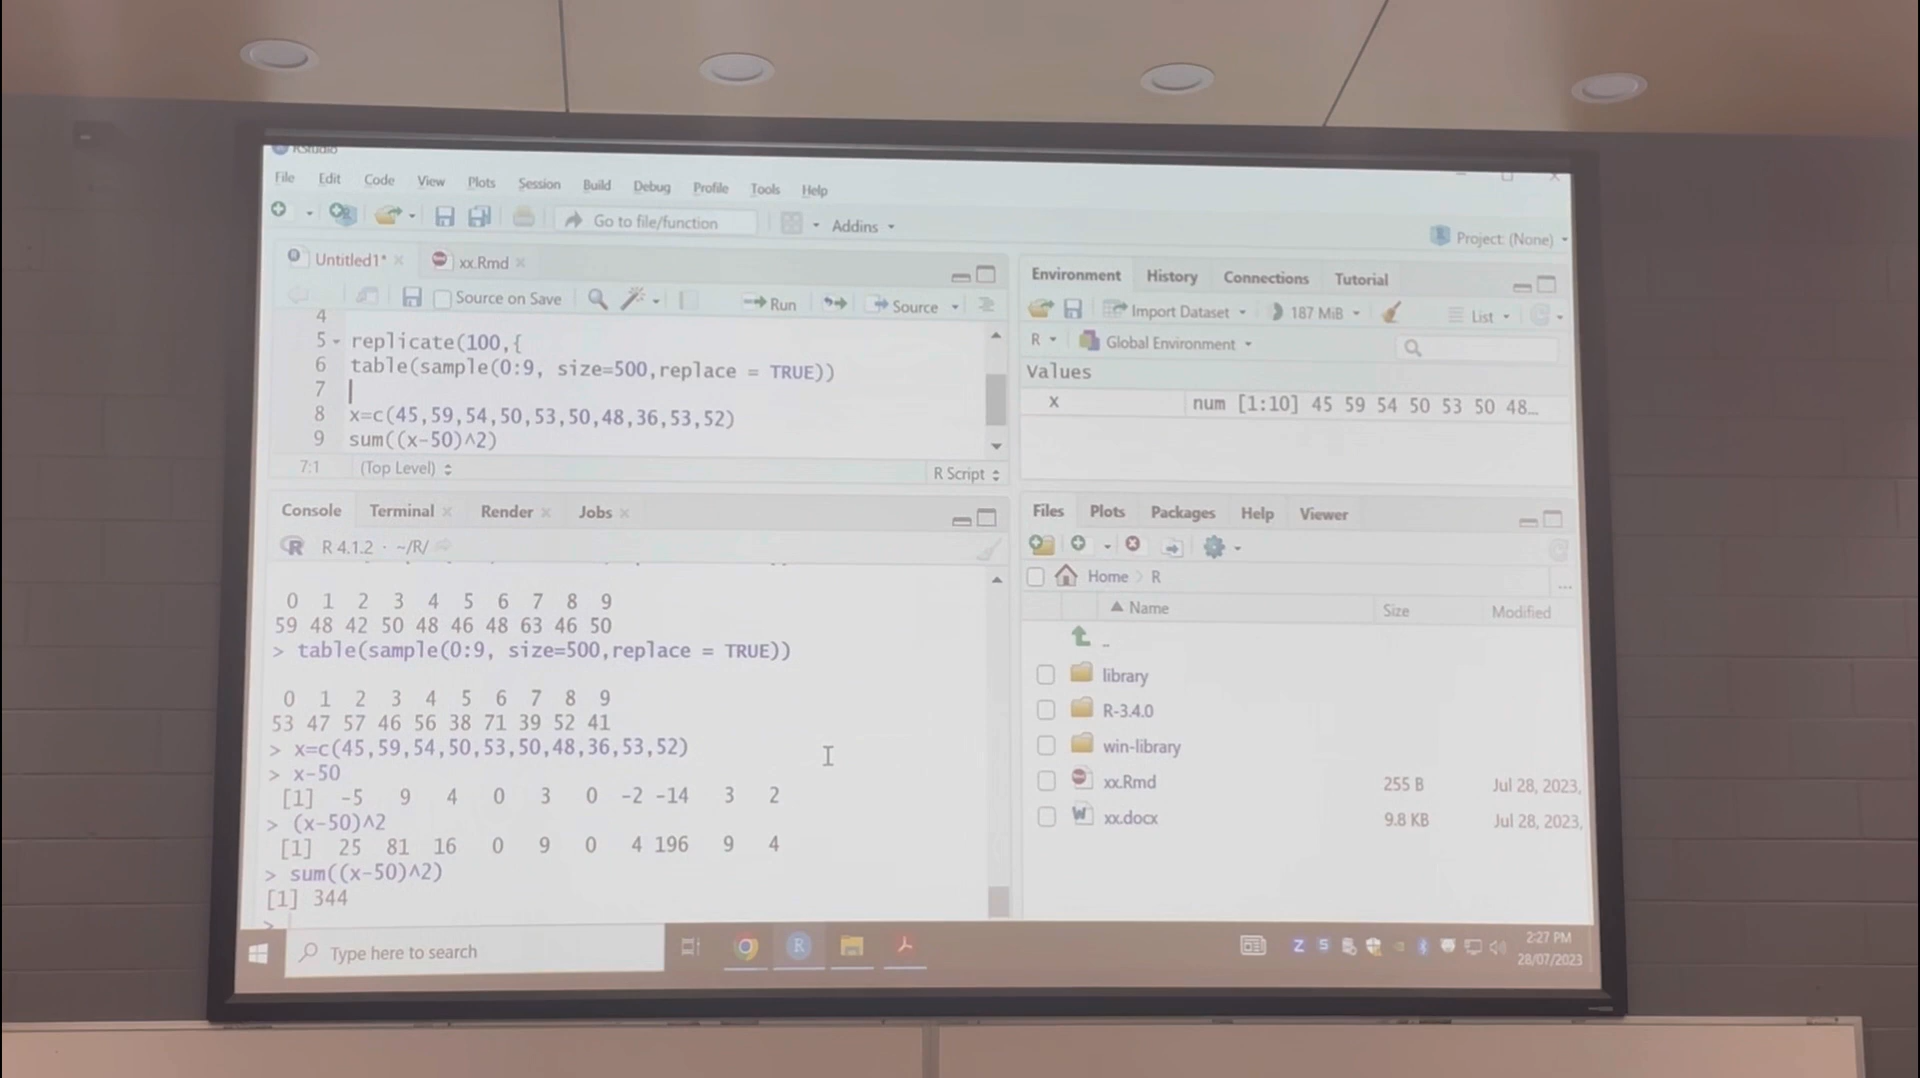 RStudio
File Edit Code View Plots Session Build Debug Profile Tools Help
Go to file/function Addins
Project: (None)
Untitled1* xx.Rmd
Source on Save Run Source
4
5 replicate(100,{
6 table(sample(0:9, size=500,replace = TRUE))
7
8 x=c(45,59,54,50,53,50,48,36,53,52)
9 sum((x-50)^2)
7:1 (Top Level) R Script
Environment History Connections Tutorial
Import Dataset 187 MiB List
R Global Environment
Values
x num [1:10] 45 59 54 50 53 50 48…
Console Terminal Render Jobs
R R 4.1.2 · ~/R/
0 1 2 3 4 5 6 7 8 9
59 48 42 50 48 46 48 63 46 50
> table(sample(0:9, size=500,replace = TRUE))
0 1 2 3 4 5 6 7 8 9
53 47 57 46 56 38 71 39 52 41
> x=c(45,59,54,50,53,50,48,36,53,52)
> x-50
[1] -5 9 4 0 3 0 -2 -14 3 2
> (x-50)^2
[1] 25 81 16 0 9 0 4 196 9 4
> sum((x-50)^2)
[1] 344
>
Files Plots Packages Help Viewer
Home R ...
Name Size Modified
..
library
R-3.4.0
win-library
xx.Rmd 255 B Jul 28, 2023,
xx.docx 9.8 KB Jul 28, 2023,
Type here to search
R
Z S
2:27 PM
28/07/2023